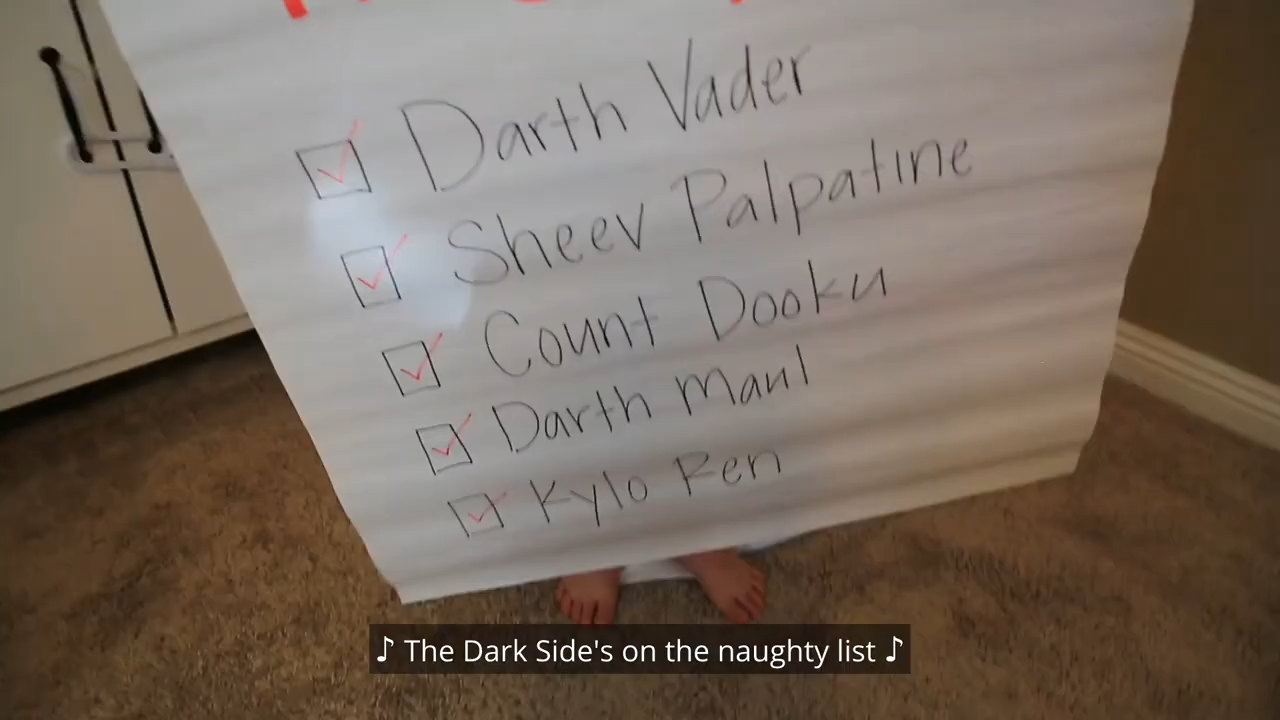 Darth Vader
Sheev Palpatine
Count Dooku
Darth Maul
Kylo Ren
♪ The Dark Side's on the naughty list ♪